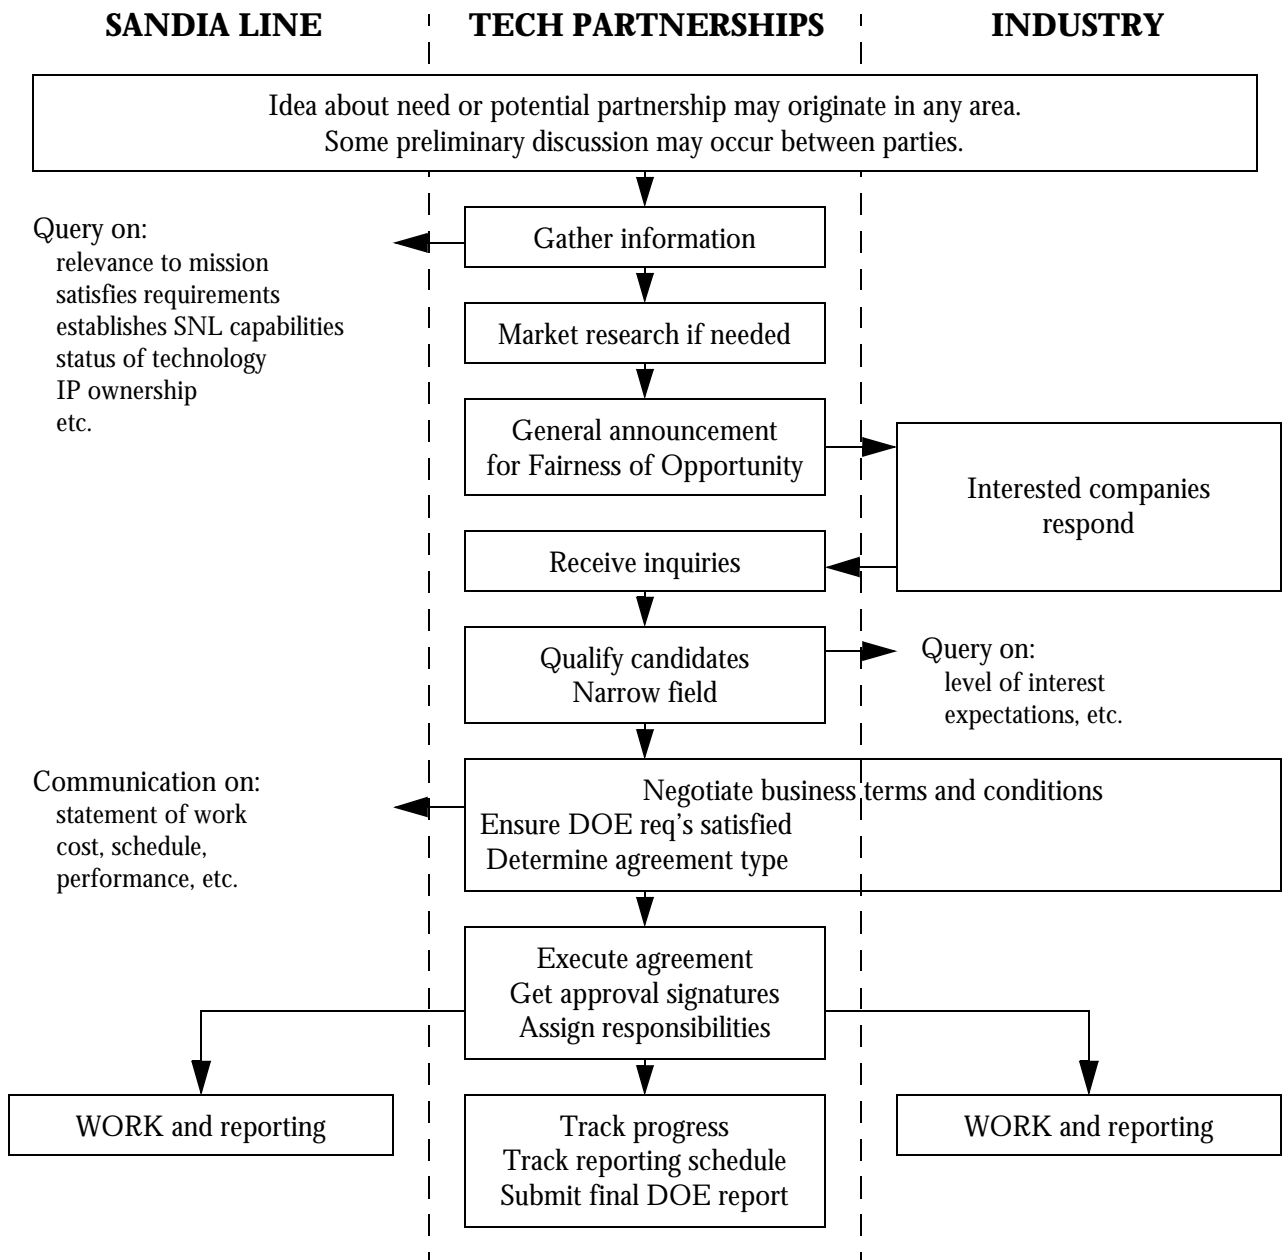 SANDIA LINE
TECH PARTNERSHIPS
INDUSTRY
Idea about need or potential partnership may originate in any area.
Some preliminary discussion may occur between parties.
Gather information
Query on:
relevance to mission
satisfies requirements
establishes SNL capabilities
status of technology
IP ownership
etc.
Market research if needed
General announcement
for Fairness of Opportunity
Interested companies
respond
Receive inquiries
Qualify candidates
Narrow field
Query on:
level of interest
expectations, etc.
Negotiate business terms and conditions
Ensure DOE req's satisfied
Determine agreement type
Communication on:
statement of work
cost, schedule,
performance, etc.
Execute agreement
Get approval signatures
Assign responsibilities
WORK and reporting
Track progress
Track reporting schedule
Submit final DOE report
WORK and reporting